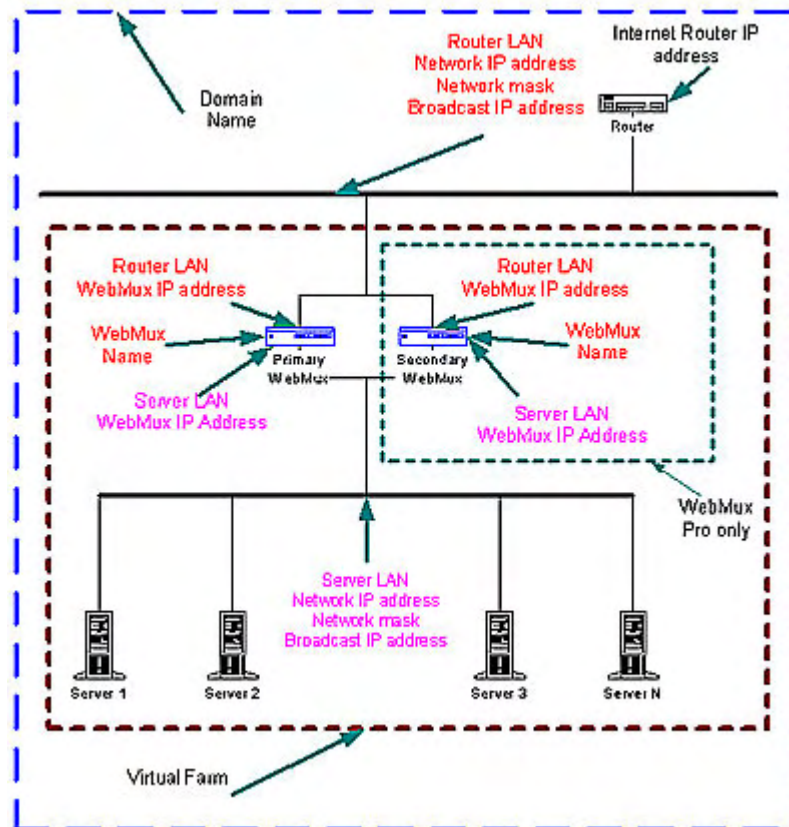 Router LAN
Network IP address
Network mask
Broadcast IP address
Internet Router IP
address
Domain
Name
Router
Router LAN
WebMux IP address
Router LAN
WebMux IP address
WebMux
Name
WebMux
Name
Primary
WebMux
Secondary
WebMux
Server LAN
WebMux IP Address
Server LAN
WebMux IP Address
WebMux
Pro only
Server LAN
Network IP address
Network mask
Broadcast IP address
Server 1
Server 2
Server 3
Server N
Virtual Farm